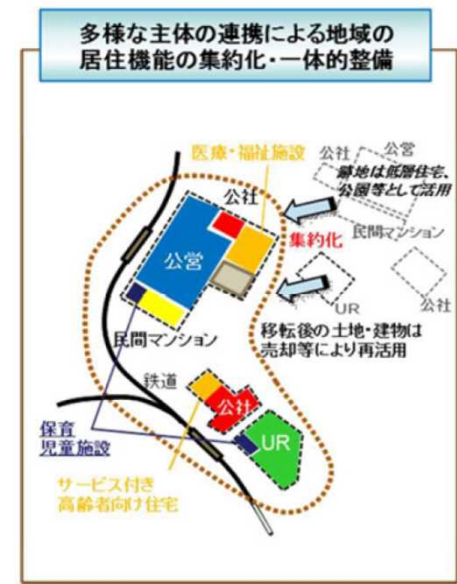 多様な主体の連携による地域の
居住機能の集約化・一体的整備
医療・福祉施設
公社
公営
跡地は低層住宅、
公園等として活用
公社
公営
集約化
民間マンション
公社
UR
移転後の土地・建物は
売却等により再活用
民間マンション
鉄道
公社
UR
保育
児童施設
サービス付き
高齢者向け住宅